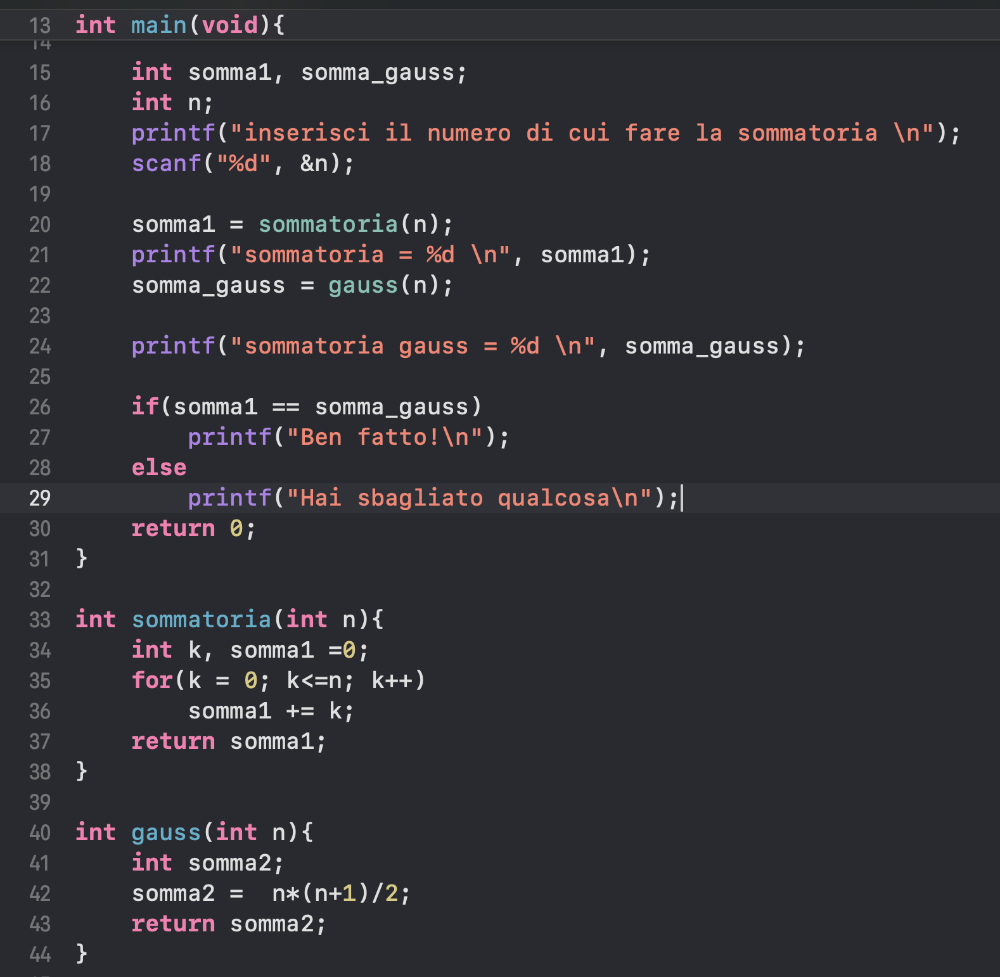 13 int main(void){
14
15 int somma1, somma_gauss;
16 int n;
17 printf("inserisci il numero di cui fare la sommatoria \n");
18 scanf("%d", &n);
19
20 somma1 = sommatoria(n);
21 printf("sommatoria = %d \n", somma1);
22 somma_gauss = gauss(n);
23
24 printf("sommatoria gauss = %d \n", somma_gauss);
25
26 if(somma1 == somma_gauss)
27 printf("Ben fatto!\n");
28 else
29 printf("Hai sbagliato qualcosa\n");
30 return 0;
31 }
32
33 int sommatoria(int n){
34 int k, somma1 =0;
35 for(k = 0; k<=n; k++)
36 somma1 += k;
37 return somma1;
38 }
39
40 int gauss(int n){
41 int somma2;
42 somma2 =  n*(n+1)/2;
43 return somma2;
44 }